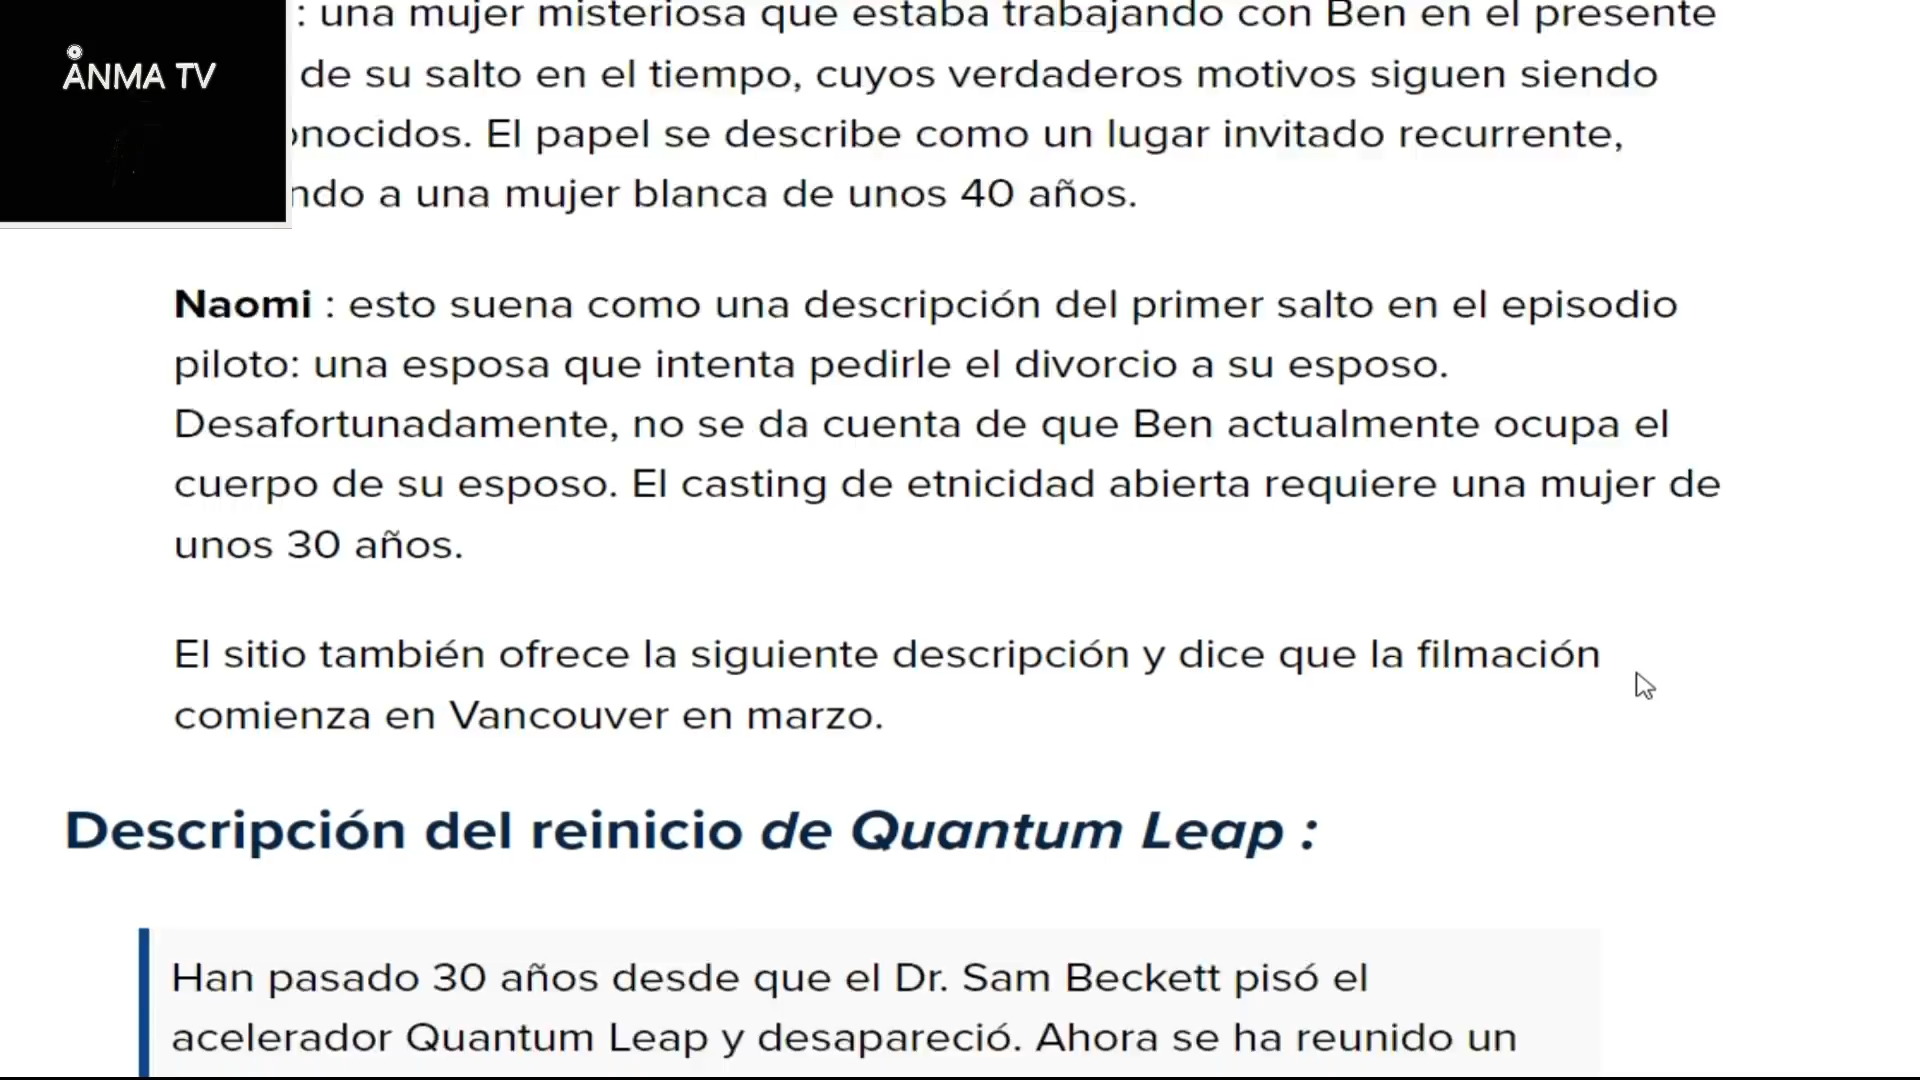 ANMA TV
: una mujer misteriosa que estaba trabajando con Ben en el presente
de su salto en el tiempo, cuyos verdaderos motivos siguen siendo
onocidos. El papel se describe como un lugar invitado recurrente,
ndo a una mujer blanca de unos 40 años.
Naomi : esto suena como una descripción del primer salto en el episodio
piloto: una esposa que intenta pedirle el divorcio a su esposo.
Desafortunadamente, no se da cuenta de que Ben actualmente ocupa el
cuerpo de su esposo. El casting de etnicidad abierta requiere una mujer de
unos 30 años.
El sitio también ofrece la siguiente descripción y dice que la filmación
comienza en Vancouver en marzo.
Descripción del reinicio de Quantum Leap :
Han pasado 30 años desde que el Dr. Sam Beckett pisó el
acelerador Quantum Leap y desapareció. Ahora se ha reunido un